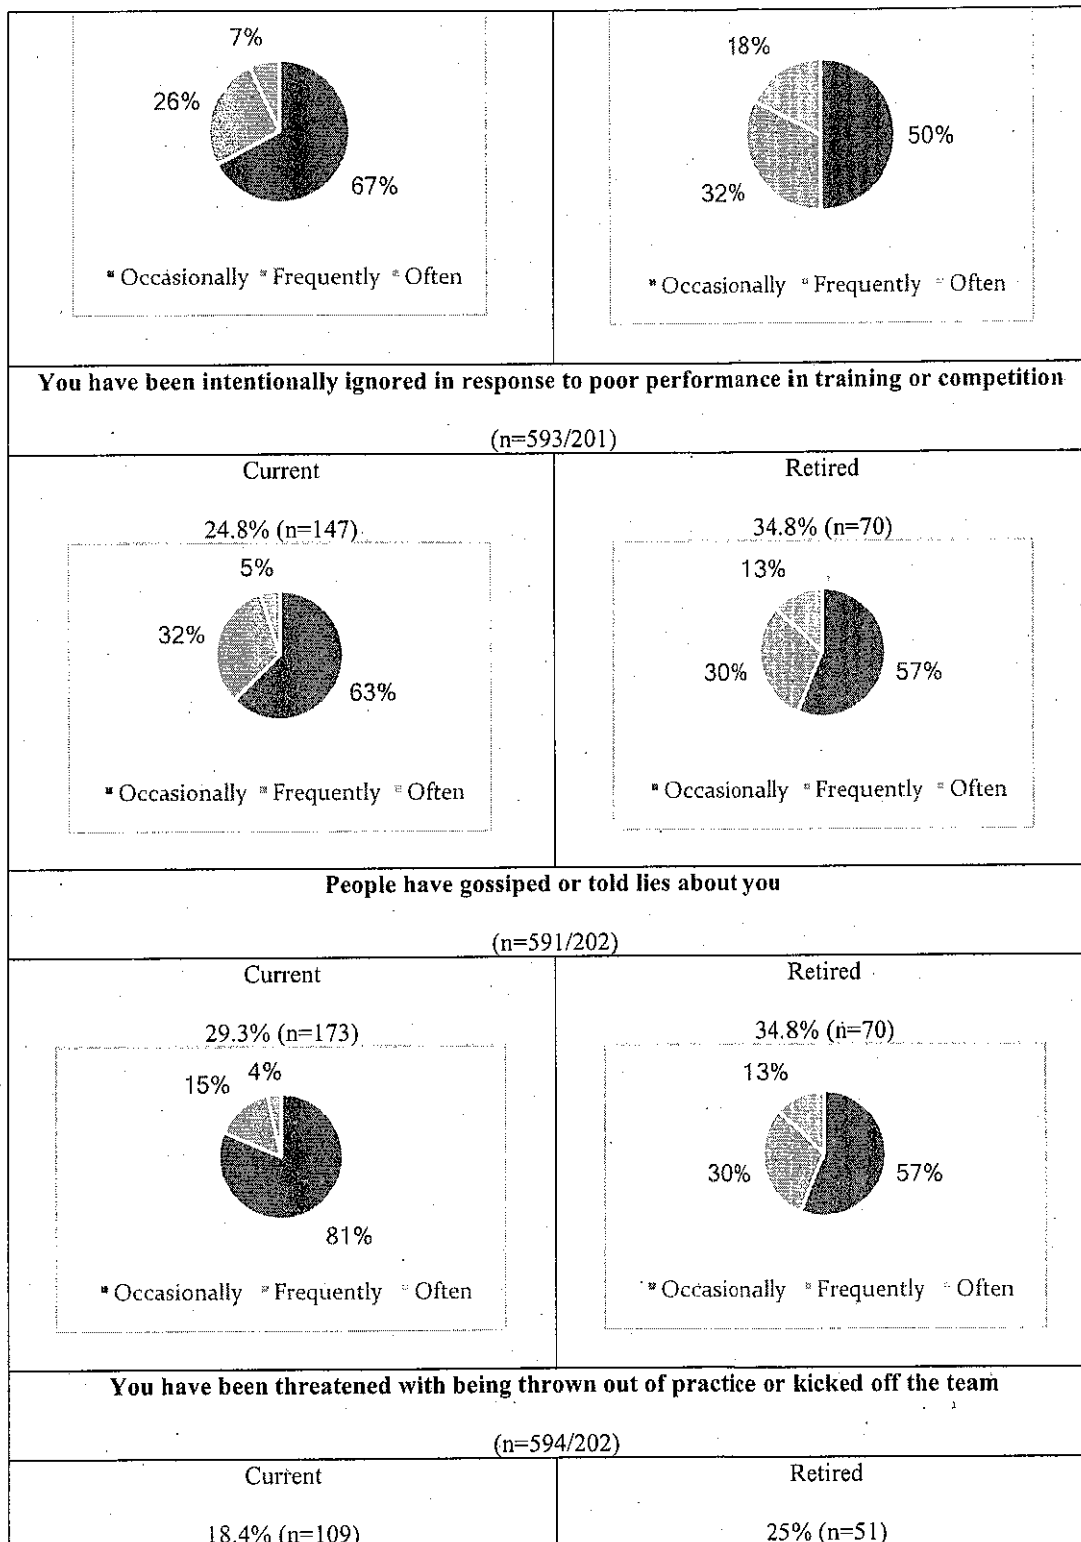 7%
26%
67%
▪ Occasionally ▪ Frequently ▪ Often
18%
50%
32%
▪ Occasionally ▪ Frequently ▪ Often
You have been intentionally ignored in response to poor performance in training or competition
(n=593/201)
Current
24.8% (n=147)
5%
32%
63%
▪ Occasionally ▪ Frequently ▪ Often
Retired
34.8% (n=70)
13%
30%
57%
▪ Occasionally ▪ Frequently ▪ Often
People have gossiped or told lies about you
(n=591/202)
Current
29.3% (n=173)
15%
4%
81%
▪ Occasionally ▪ Frequently ▪ Often
Retired
34.8% (n=70)
13%
30%
57%
▪ Occasionally ▪ Frequently ▪ Often
You have been threatened with being thrown out of practice or kicked off the team
(n=594/202)
Current
18.4% (n=109)
Retired
25% (n=51)